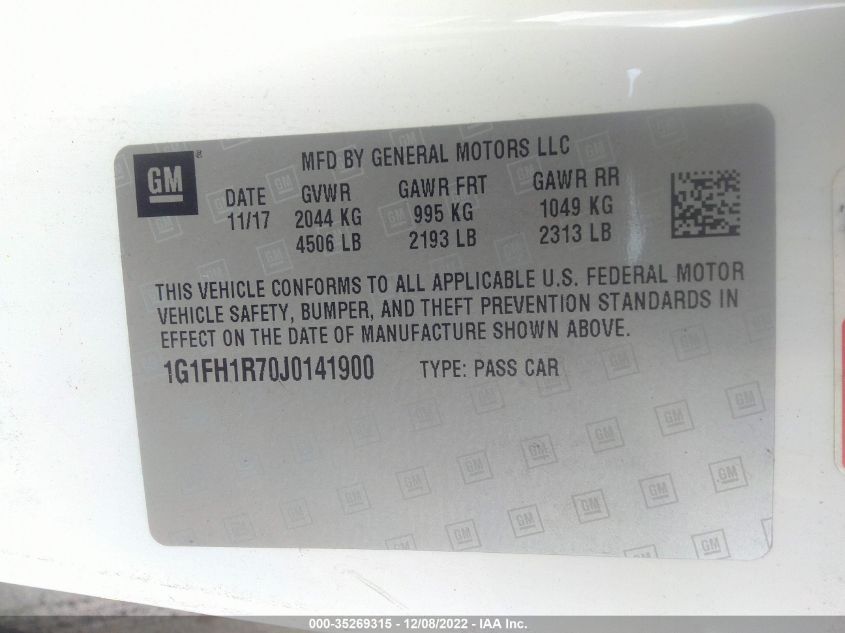 GM
MFD BY GENERAL MOTORS LLC
DATE GVWR GAWR FRT GAWR RR
11/17 2044 KG 995 KG 1049 KG
4506 LB 2193 LB 2313 LB
THIS VEHICLE CONFORMS TO ALL APPLICABLE U.S. FEDERAL MOTOR
VEHICLE SAFETY, BUMPER, AND THEFT PREVENTION STANDARDS IN
EFFECT ON THE DATE OF MANUFACTURE SHOWN ABOVE.
1G1FH1R70J0141900 TYPE: PASS CAR
000-35269315 - 12/08/2022 - IAA Inc.